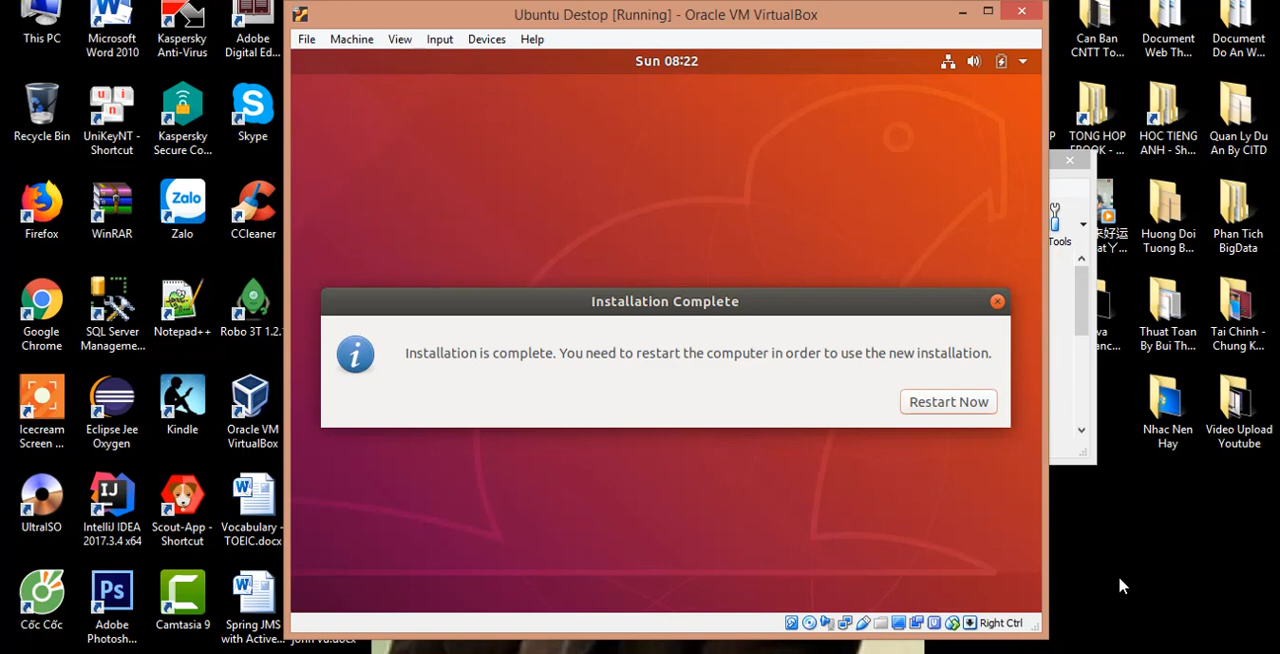 This PC
Microsoft
Word 2010
Kaspersky
Anti-Virus
Adobe
Digital Ed...
Recycle Bin
UniKeyNT -
Shortcut
Kaspersky
Secure Co...
Skype
Firefox
WinRAR
Zalo
Zalo
CCleaner
Google
Chrome
SQL Server
Manageme...
Notepad++
Robo 3T 1.2.
Icecream
Screen ...
Eclipse Jee
Oxygen
Kindle
Oracle VM
VirtualBox
UltraISO
IntelliJ IDEA
2017.3.4 x64
Scout-App -
Shortcut
Vocabulary -
TOEIC.docx
Cốc Cốc
Adobe
Photosh...
Camtasia 9
Spring JMS
with Active...
Ubuntu Destop [Running] - Oracle VM VirtualBox
File Machine View Input Devices Help
Sun 08:22
Installation Complete
Installation is complete. You need to restart the computer in order to use the new installation.
Restart Now
Right Ctrl
Tools
Can Ban
CNTT To...
Document
Web Th...
Document
Do An W...
TONG HOP
EBOOK - ...
HOC TIENG
ANH - Sh...
Quan Ly Du
An By CITD
Huong Doi
Tuong B...
Phan Tich
BigData
Thuat Toan
By Bui Th...
Tai Chinh -
Chung K...
Nhac Nen
Hay
Video Upload
Youtube